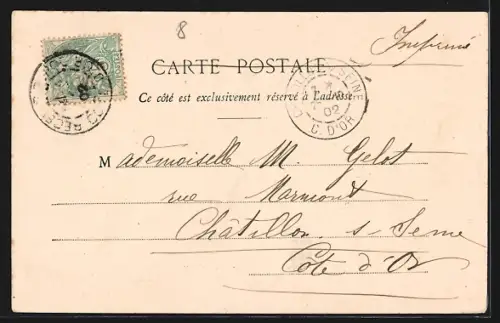 8
Imprimé
CARTE POSTALE
Ce côté est exclusivement réservé à l'adresse
C. D'OR
02
Mademoiselle M. Gelot
rue Marmont
Châtillon s-Seine
Côte d'Or